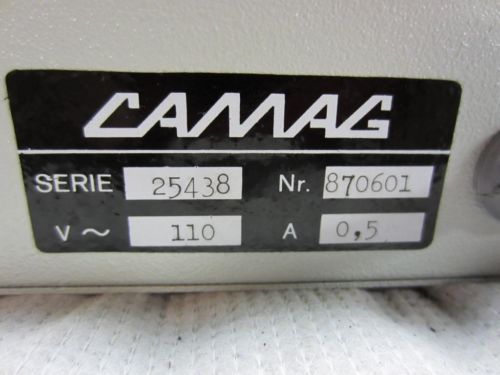 CAMAG
SERIE 25438 Nr. 870601
V ~ 110 A 0,5